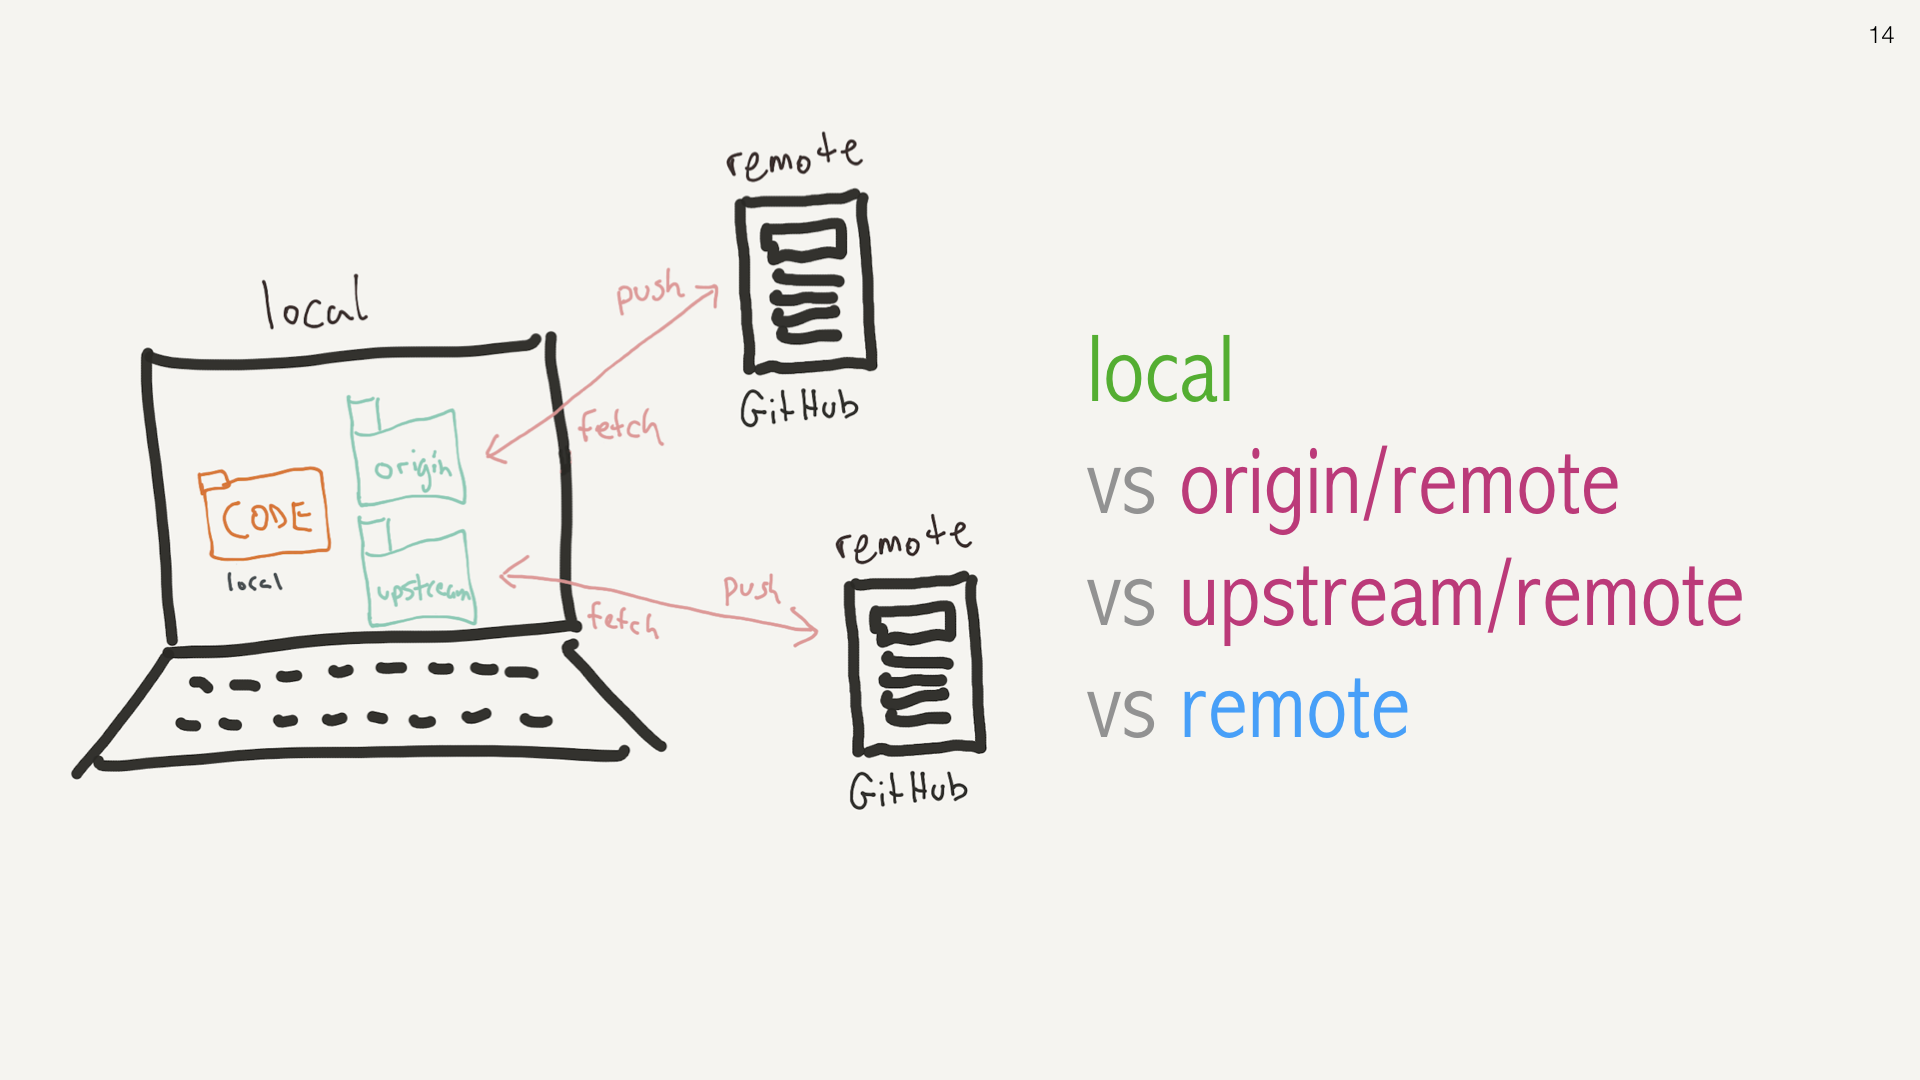 14
remote
GitHub
local
push
fetch
origin
CODE
local
upstream
remote
push
fetch
GitHub
local
vs origin/remote
vs upstream/remote
vs remote